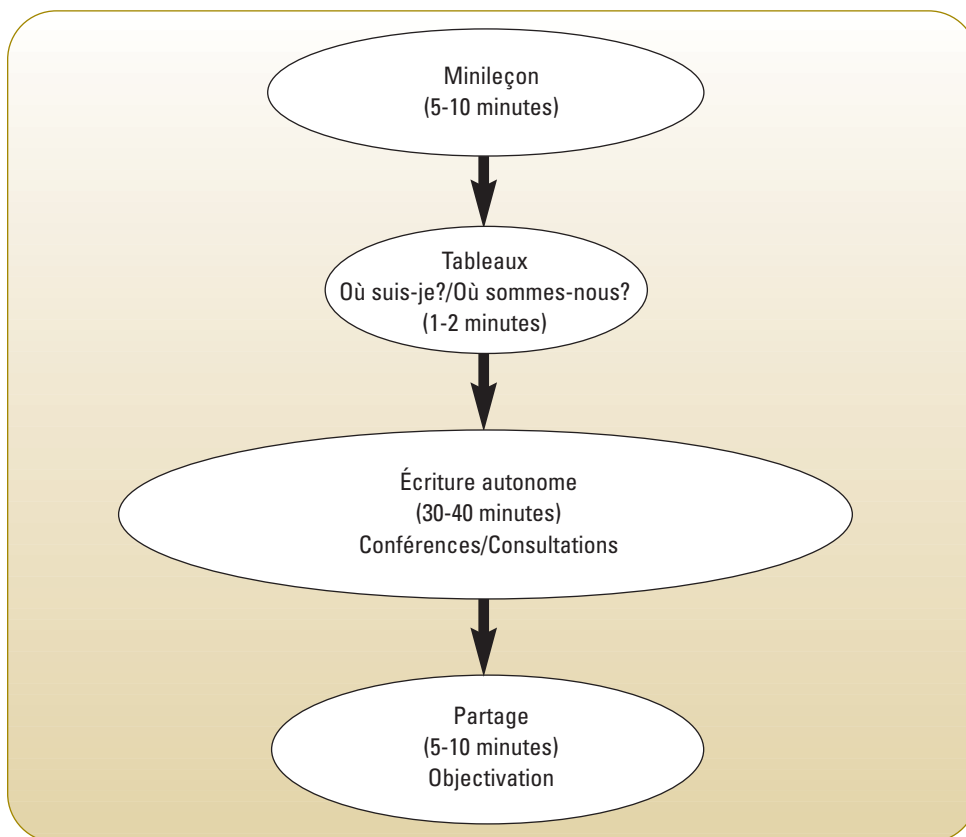 Minileçon
(5-10 minutes)
Tableaux
Où suis-je?/Où sommes-nous?
(1-2 minutes)
Écriture autonome
(30-40 minutes)
Conférences/Consultations
Partage
(5-10 minutes)
Objectivation